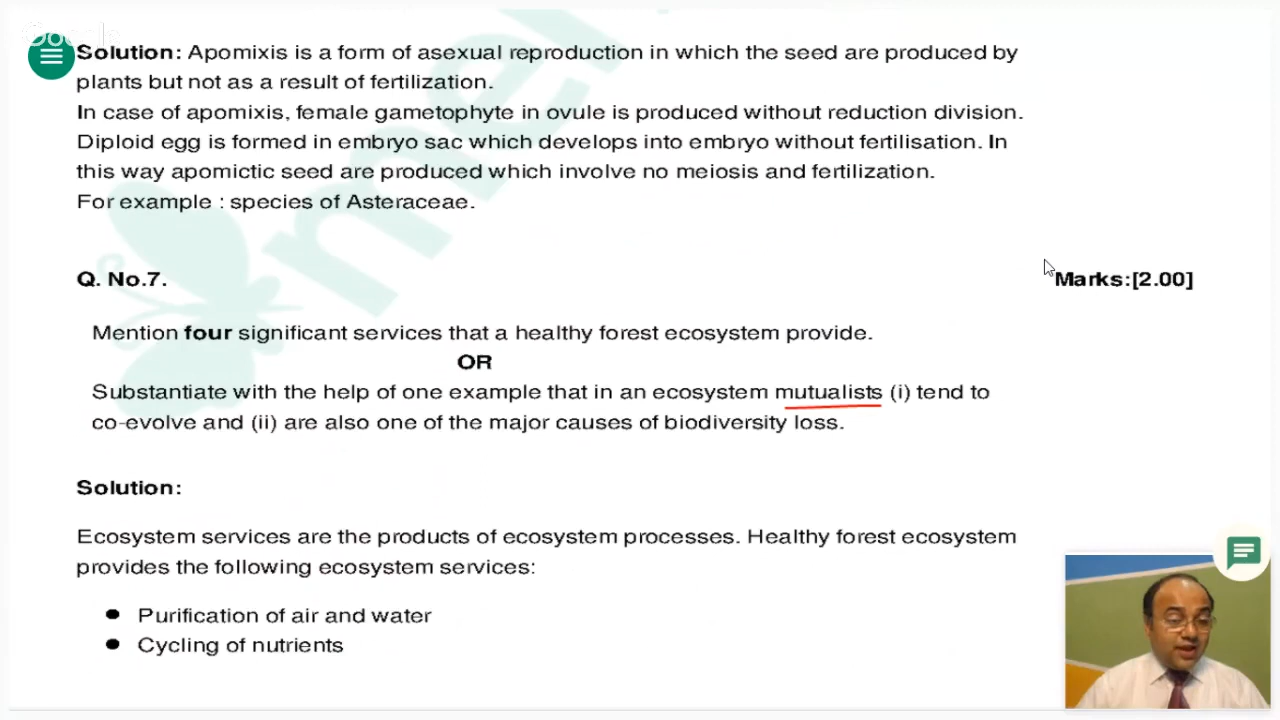 Google
Solution: Apomixis is a form of asexual reproduction in which the seed are produced by
plants but not as a result of fertilization.
In case of apomixis, female gametophyte in ovule is produced without reduction division.
Diploid egg is formed in embryo sac which develops into embryo without fertilisation. In
this way apomictic seed are produced which involve no meiosis and fertilization.
For example : species of Asteraceae.
Q. No.7.
Marks:[2.00]
Mention four significant services that a healthy forest ecosystem provide.
OR
Substantiate with the help of one example that in an ecosystem mutualists (i) tend to
co-evolve and (ii) are also one of the major causes of biodiversity loss.
Solution:
Ecosystem services are the products of ecosystem processes. Healthy forest ecosystem
provides the following ecosystem services:
● Purification of air and water
● Cycling of nutrients